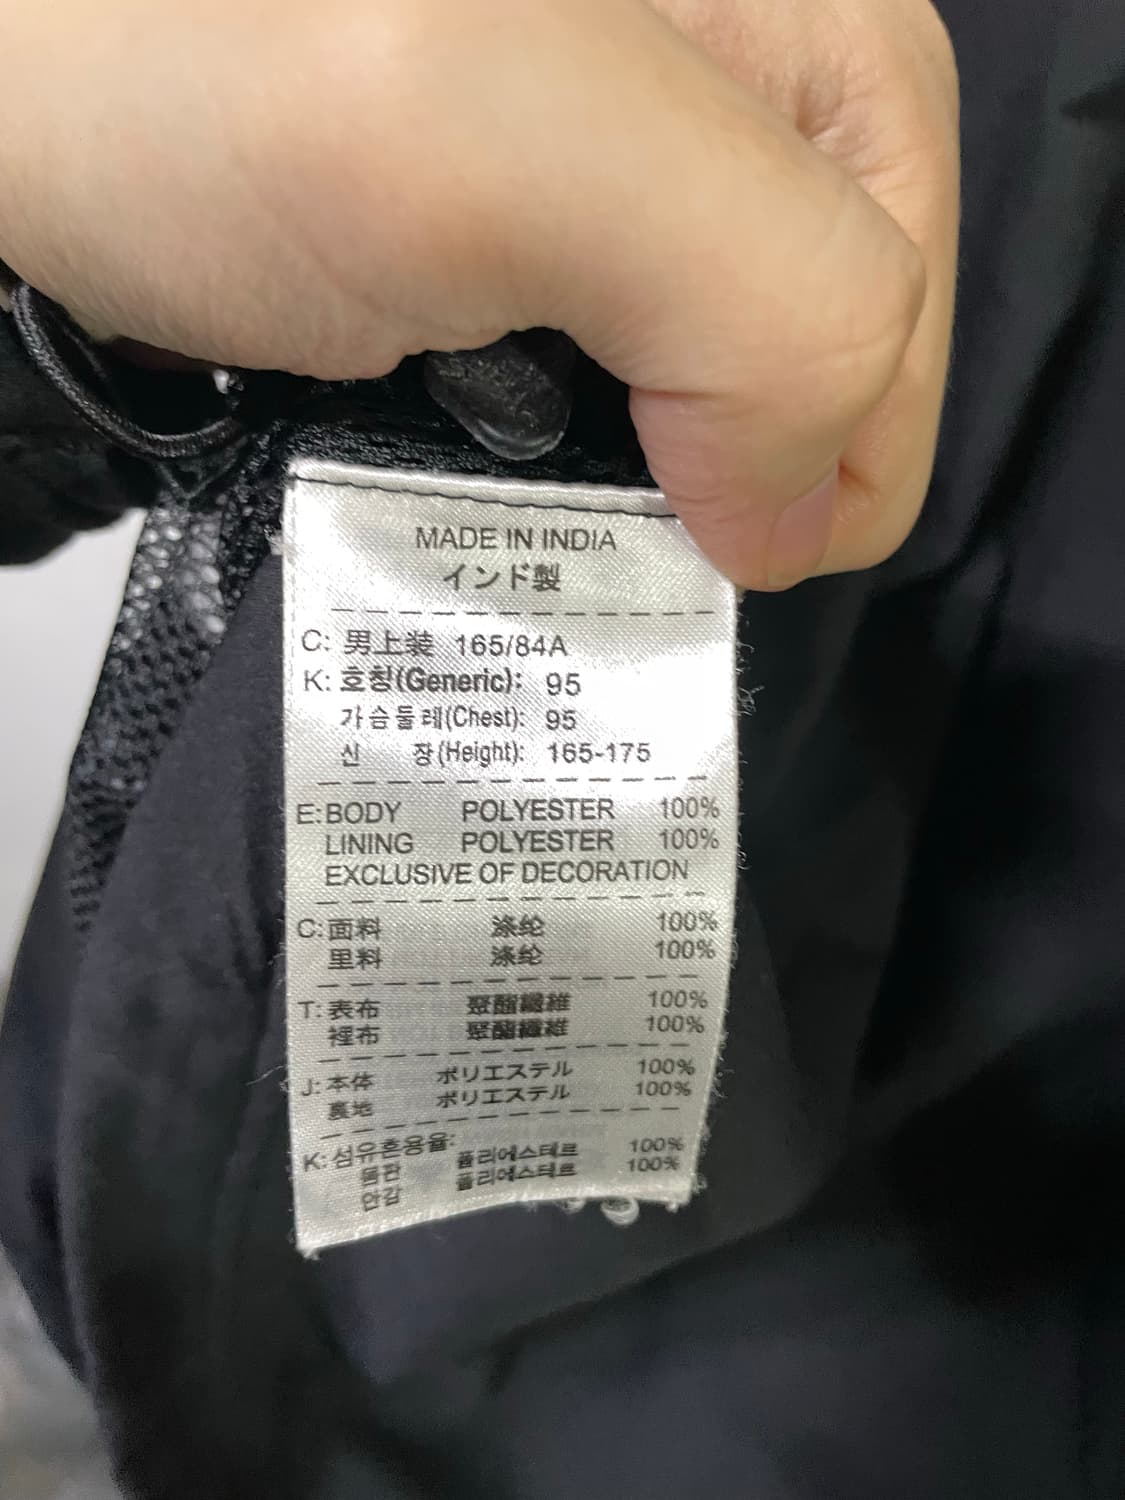 MADE IN INDIA
インド製
C: 男上装 165/84A
K: 호칭(Generic): 95
가슴둘레(Chest): 95
신 장(Height): 165-175
E: BODY POLYESTER 100%
LINING POLYESTER 100%
EXCLUSIVE OF DECORATION
C: 面料 涤纶 100%
里料 涤纶 100%
T: 表布 聚酯纖維 100%
裡布 聚酯纖維 100%
J: 本体 ポリエステル 100%
裏地 ポリエステル 100%
K: 섬유혼용율:
몸판 폴리에스테르 100%
안감 폴리에스테르 100%